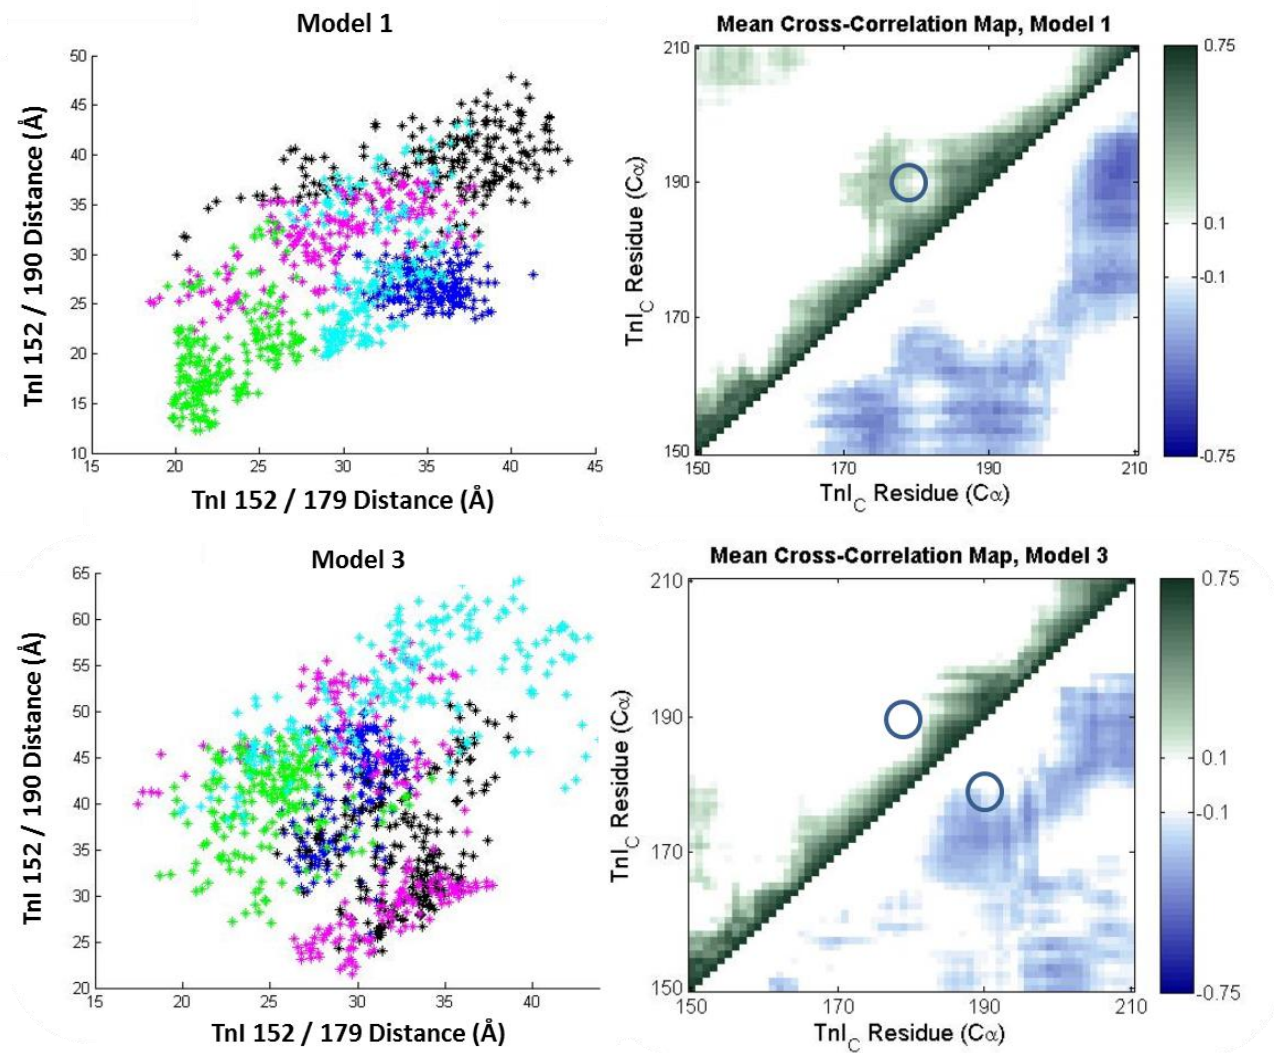 Model 1
50
45
40
35
30
25
20
15
10
15 20 25 30 35 40 45
TnI 152 / 190 Distance (Å)
TnI 152 / 179 Distance (Å)
Mean Cross-Correlation Map, Model 1
210
190
170
150
150 170 190 210
TnI_C Residue (Cα)
TnI_C Residue (Cα)
0.75
0.1
-0.1
-0.75
Model 3
65
60
55
50
45
40
35
30
25
20
15 20 25 30 35 40
TnI 152 / 190 Distance (Å)
TnI 152 / 179 Distance (Å)
Mean Cross-Correlation Map, Model 3
210
190
170
150
150 170 190 210
TnI_C Residue (Cα)
TnI_C Residue (Cα)
0.75
0.1
-0.1
-0.75